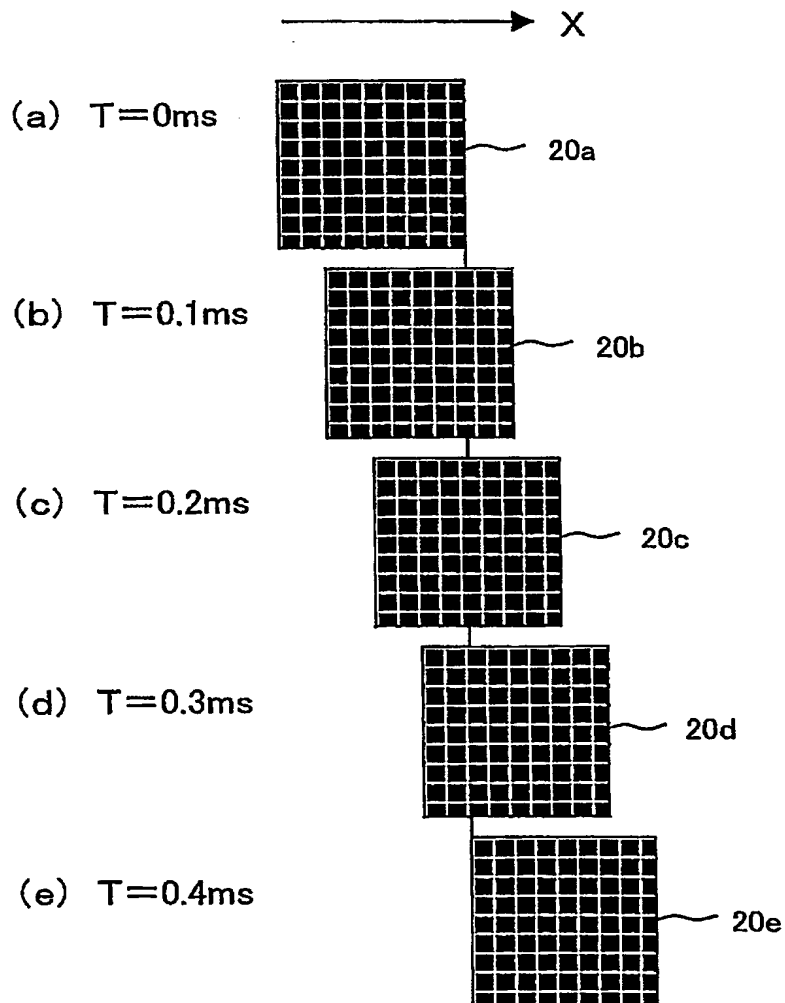 X
(a) T=0ms
20a
(b) T=0.1ms
20b
(c) T=0.2ms
20c
(d) T=0.3ms
20d
(e) T=0.4ms
20e